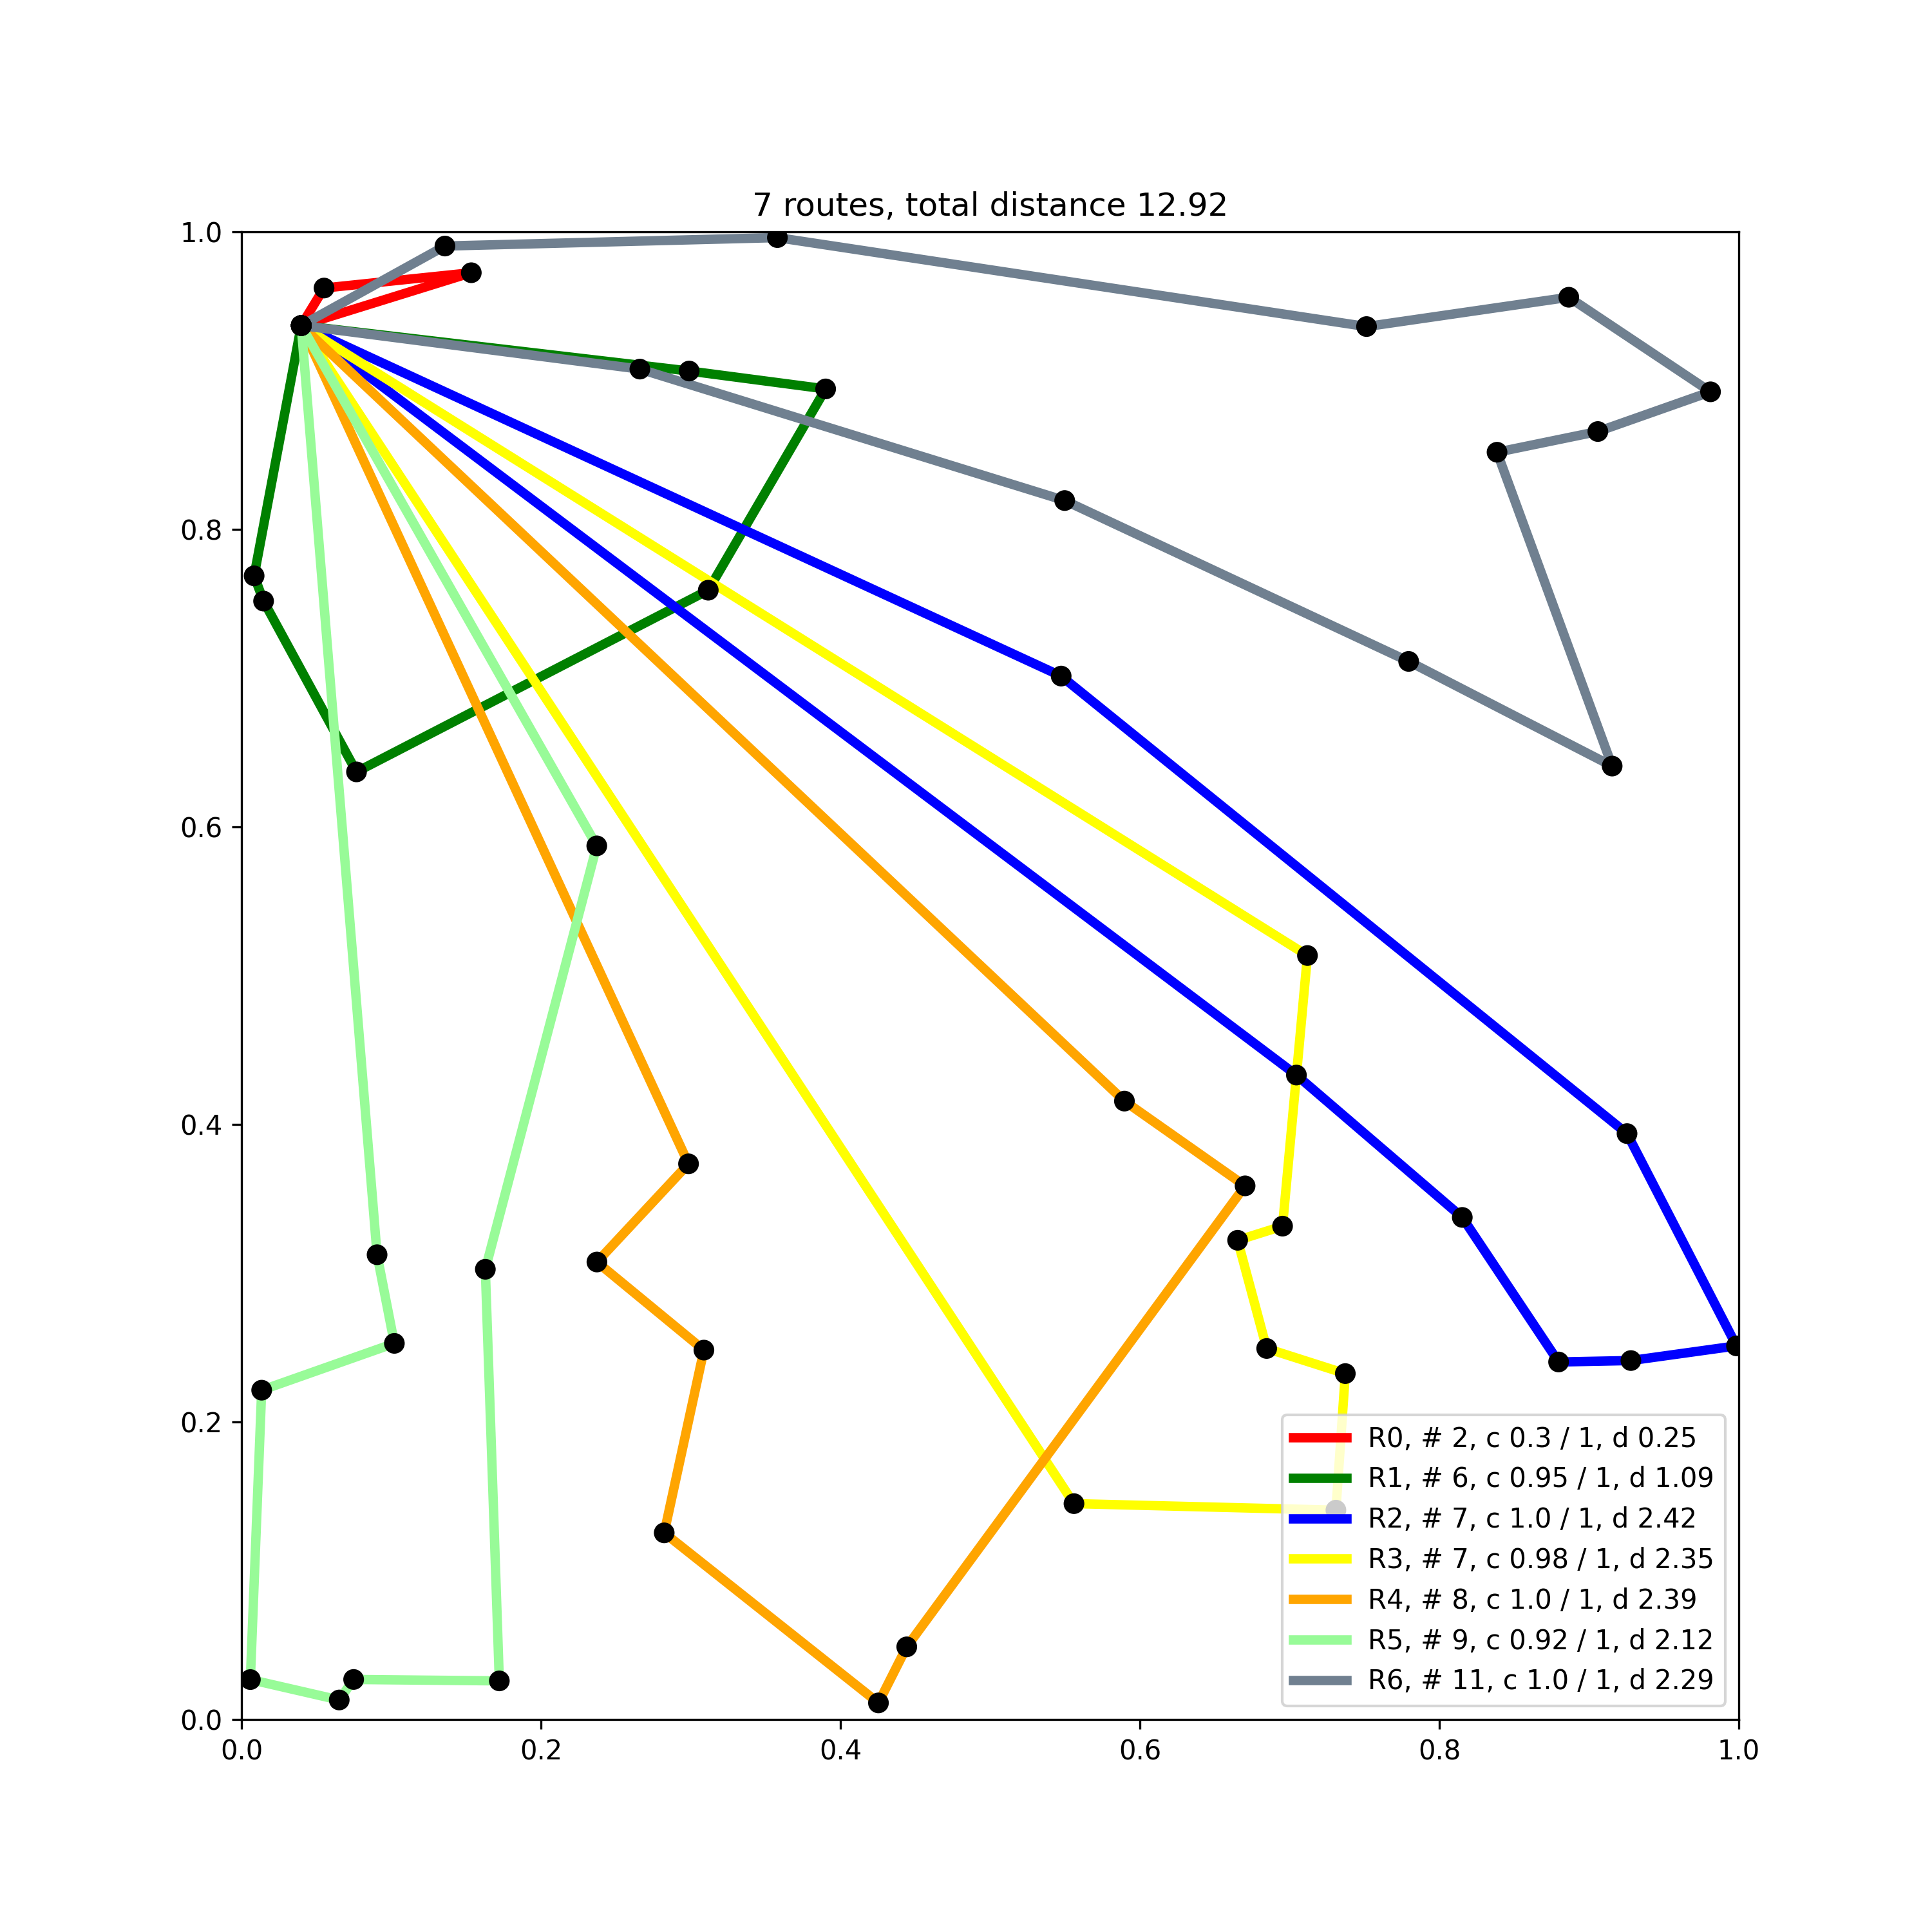 7 routes, total distance 12.92
1.0
0.8
0.6
0.4
0.2
0.0
0.0 0.2 0.4 0.6 0.8 1.0
R0, # 2, c 0.3 / 1, d 0.25
R1, # 6, c 0.95 / 1, d 1.09
R2, # 7, c 1.0 / 1, d 2.42
R3, # 7, c 0.98 / 1, d 2.35
R4, # 8, c 1.0 / 1, d 2.39
R5, # 9, c 0.92 / 1, d 2.12
R6, # 11, c 1.0 / 1, d 2.29